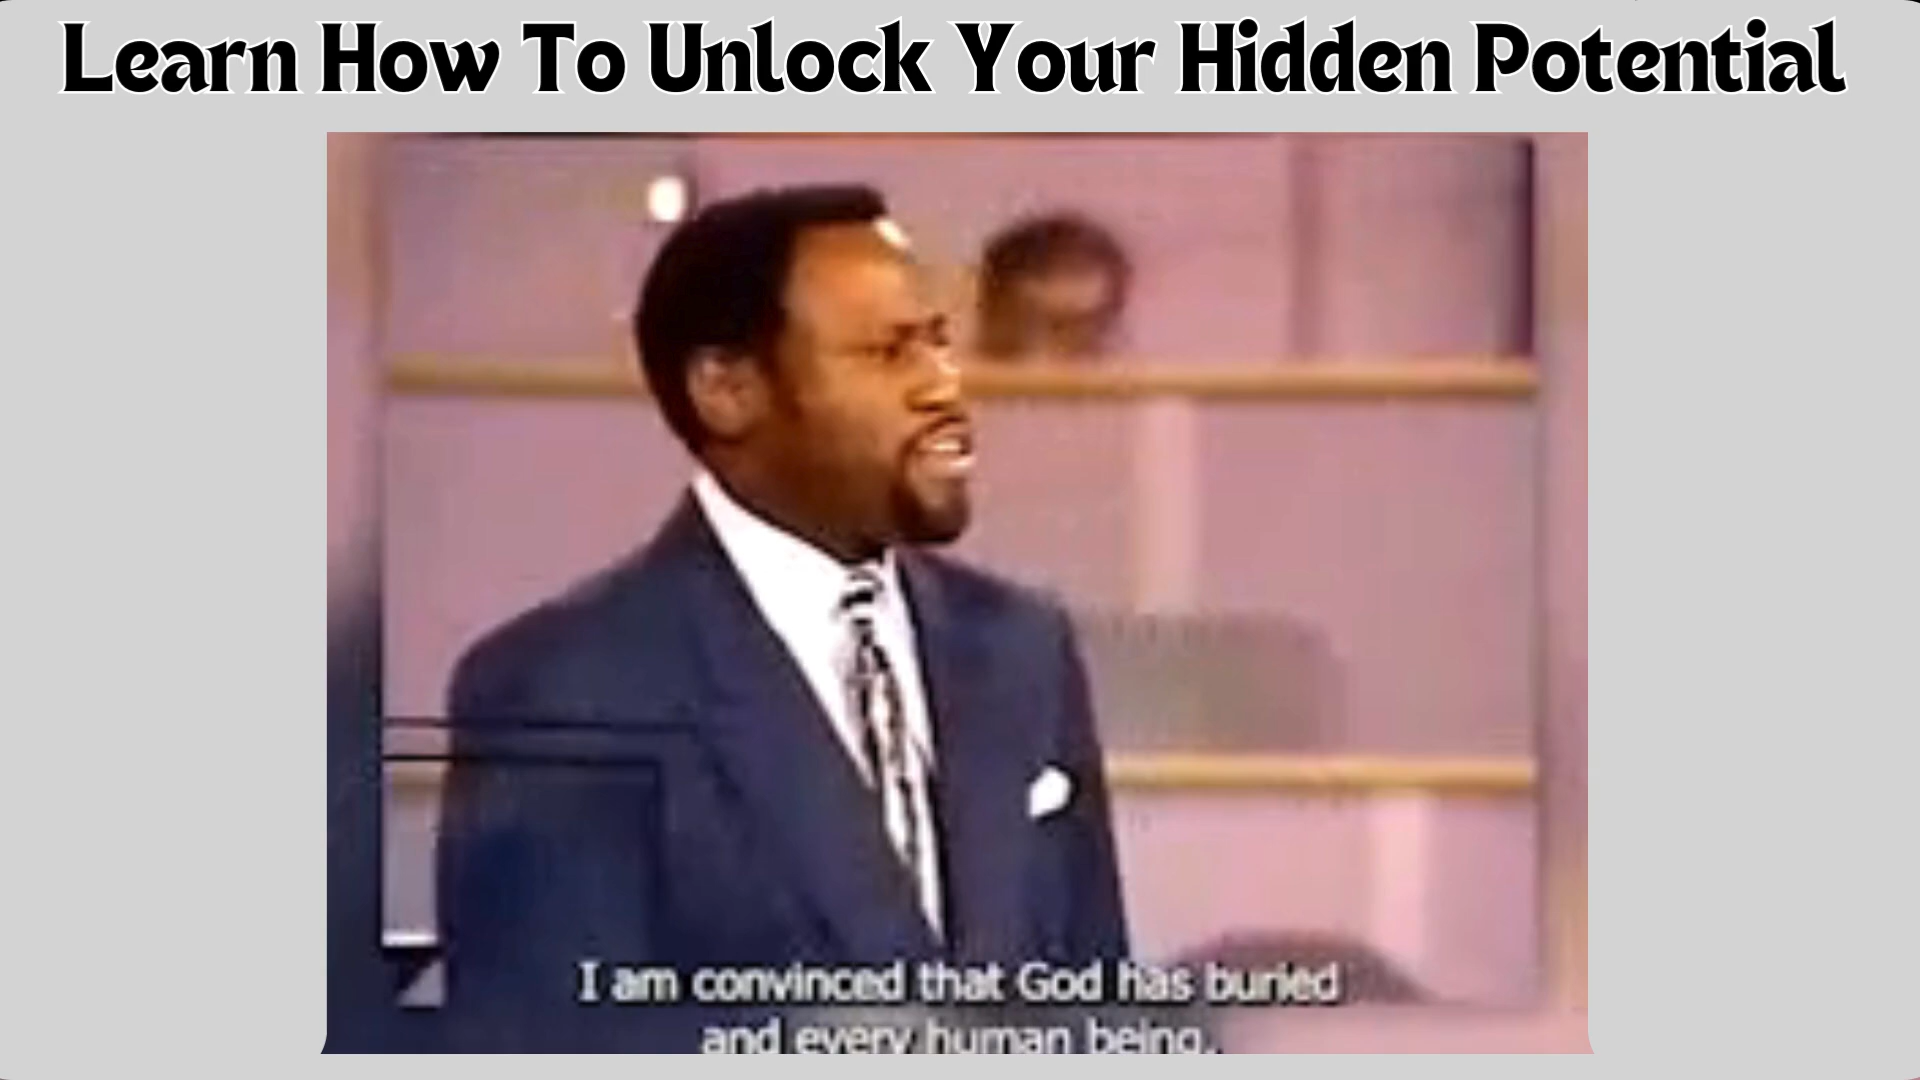 Learn How To Unlock Your Hidden Potential
I am convinced that God has buried
and every human being.